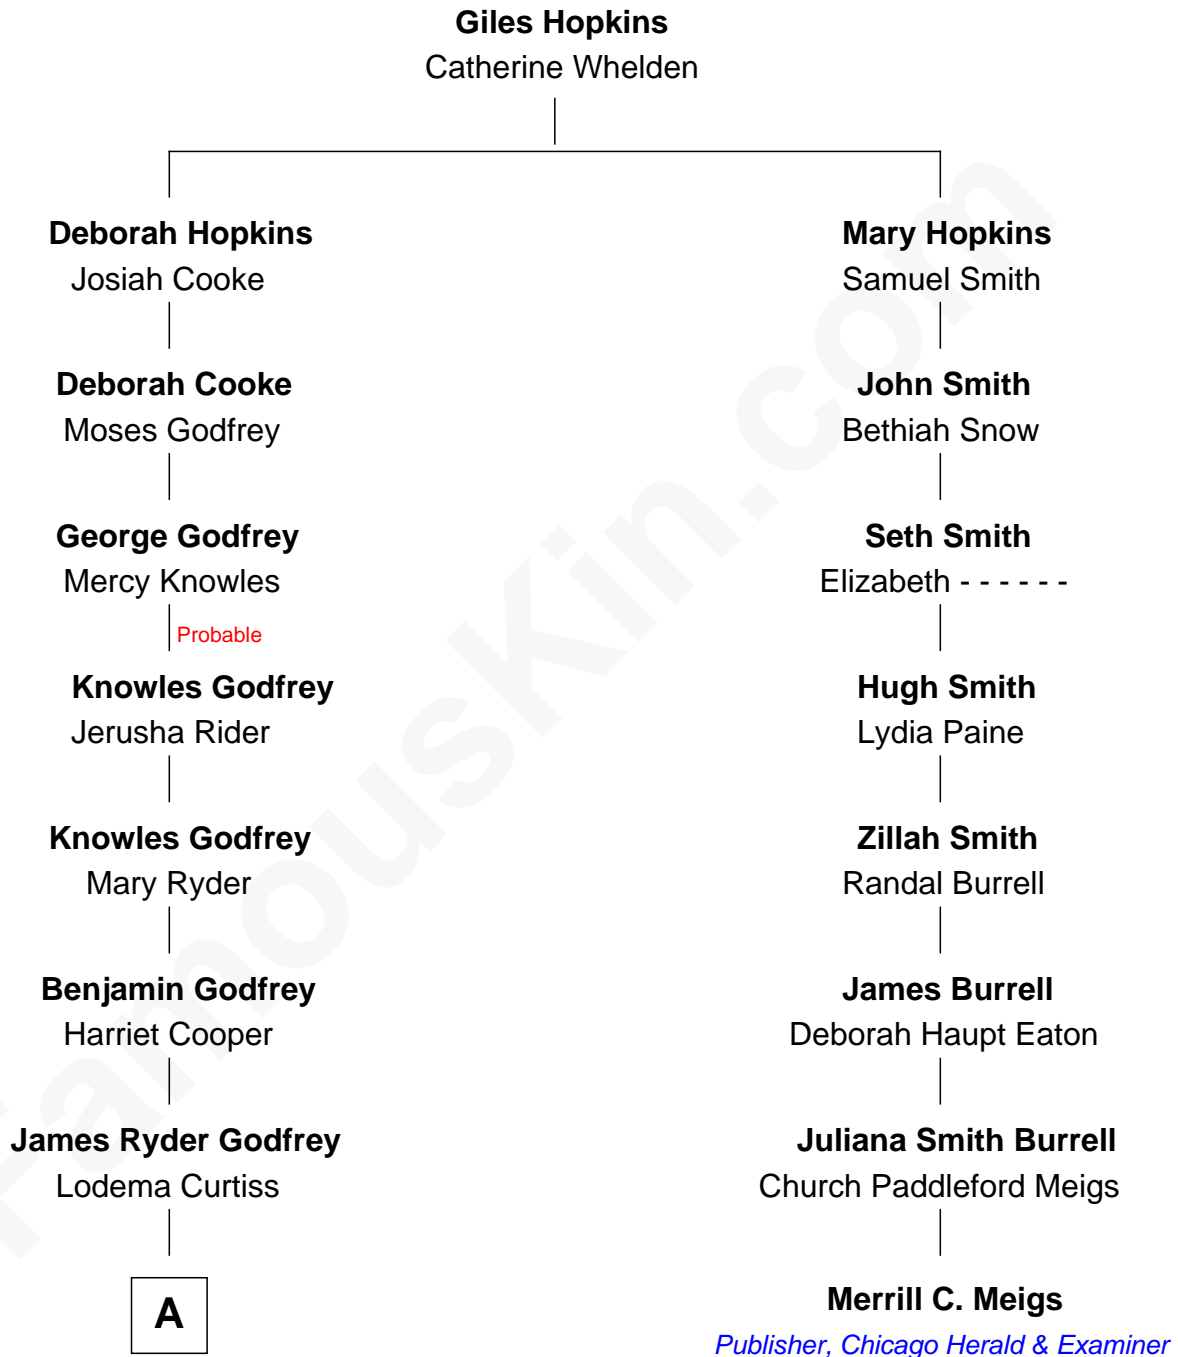 Giles Hopkins
Catherine Whelden
Deborah Hopkins
Josiah Cooke
Mary Hopkins
Samuel Smith
Deborah Cooke
Moses Godfrey
John Smith
Bethiah Snow
George Godfrey
Mercy Knowles
Seth Smith
Elizabeth - - - - - -
Probable
Knowles Godfrey
Jerusha Rider
Hugh Smith
Lydia Paine
Knowles Godfrey
Mary Ryder
Zillah Smith
Randal Burrell
Benjamin Godfrey
Harriet Cooper
James Burrell
Deborah Haupt Eaton
James Ryder Godfrey
Lodema Curtiss
Juliana Smith Burrell
Church Paddleford Meigs
A
Merrill C. Meigs
Publisher, Chicago Herald & Examiner
FamousKin.com